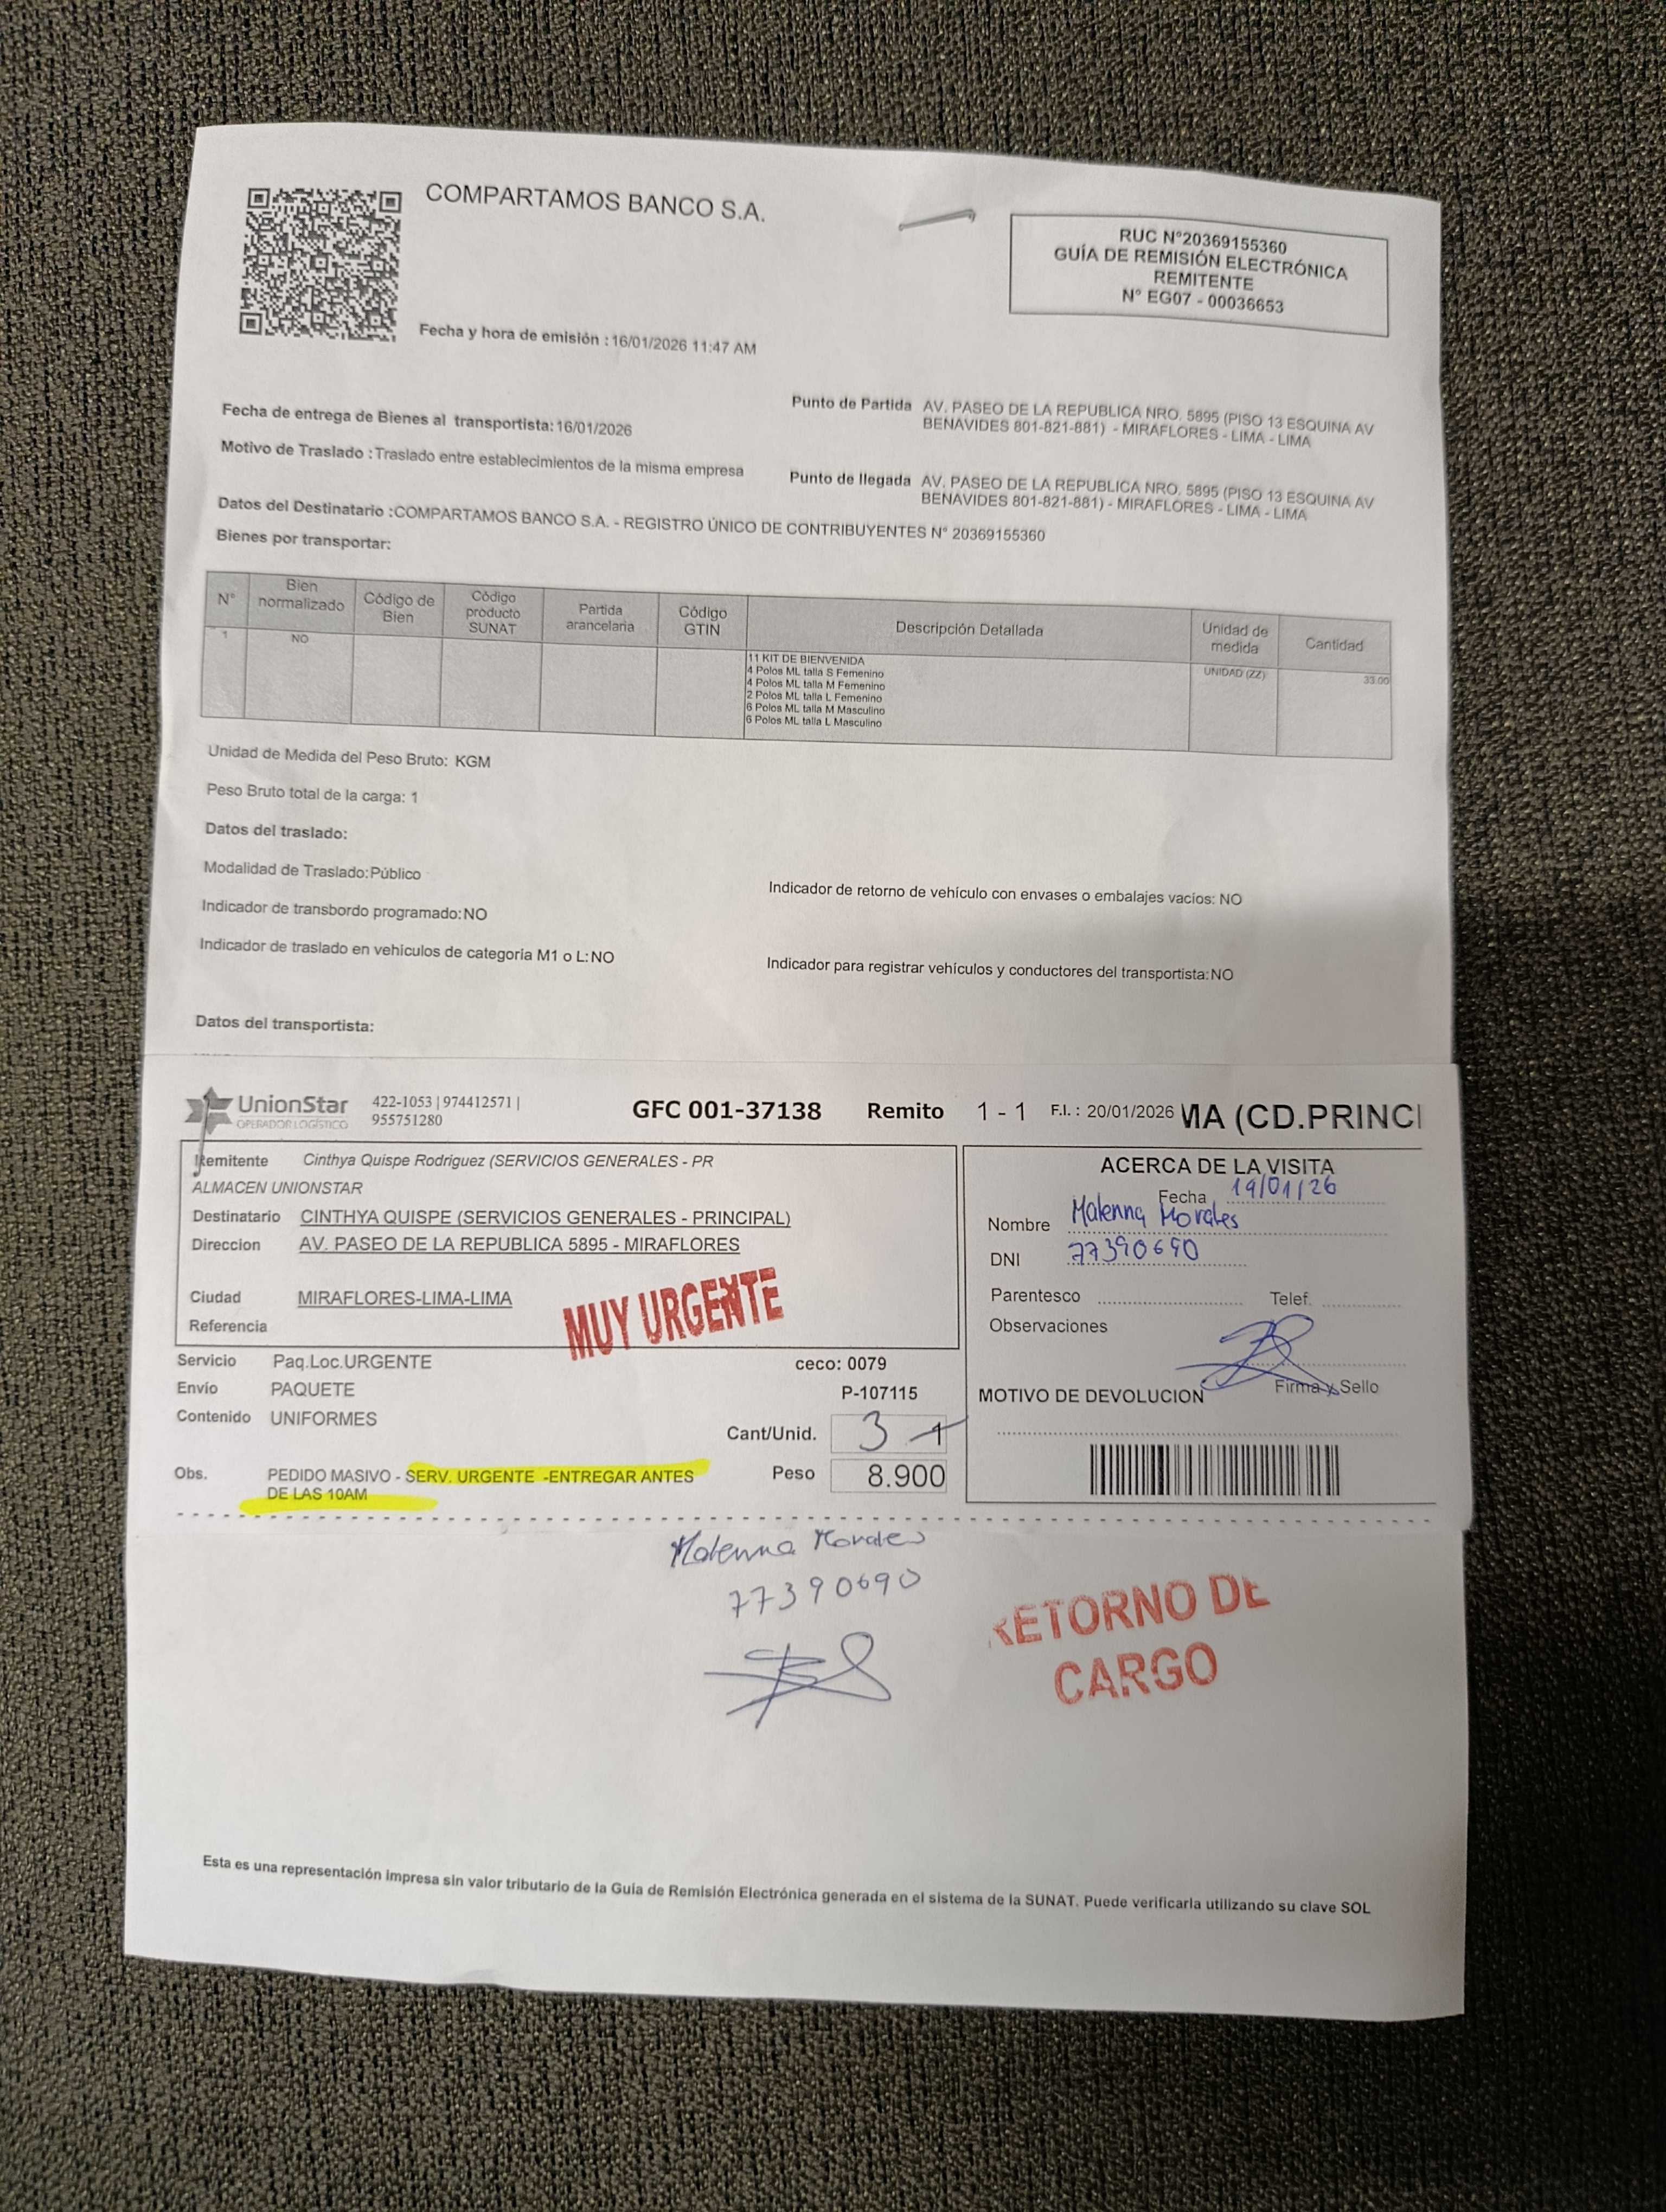 COMPARTAMOS BANCO S.A.
RUC N°20369155360
GUÍA DE REMISIÓN ELECTRÓNICA
REMITENTE
N° EG07 - 00036653
Fecha y hora de emisión : 16/01/2026 11:47 AM
Fecha de entrega de Bienes al transportista: 16/01/2026
Punto de Partida AV. PASEO DE LA REPUBLICA NRO. 5895 (PISO 13 ESQUINA AV
BENAVIDES 801-821-881) - MIRAFLORES - LIMA - LIMA
Motivo de Traslado : Traslado entre establecimientos de la misma empresa
Punto de llegada AV. PASEO DE LA REPUBLICA NRO. 5895 (PISO 13 ESQUINA AV
BENAVIDES 801-821-881) - MIRAFLORES - LIMA - LIMA
Datos del Destinatario :COMPARTAMOS BANCO S.A. - REGISTRO ÚNICO DE CONTRIBUYENTES N° 20369155360
Bienes por transportar:
N° Bien normalizado Código de Bien Código producto SUNAT Partida arancelaria Código GTIN Descripción Detallada Unidad de medida Cantidad
1 NO 11 KIT DE BIENVENIDA UNIDAD (ZZ) 33.00
4 Polos ML talla S Femenino
4 Polos ML talla M Femenino
2 Polos ML talla L Femenino
6 Polos ML talla M Masculino
6 Polos ML talla L Masculino
Unidad de Medida del Peso Bruto: KGM
Peso Bruto total de la carga: 1
Datos del traslado:
Modalidad de Traslado: Público
Indicador de retorno de vehículo con envases o embalajes vacios: NO
Indicador de transbordo programado: NO
Indicador de traslado en vehiculos de categoria M1 o L: NO
Indicador para registrar vehículos y conductores del transportista: NO
Datos del transportista:
UnionStar
OPERADOR LOGÍSTICO
422-1053 | 974412571 |
955751280
GFC 001-37138 Remito 1 - 1 F.I. : 20/01/2026 MA (CD.PRINCI
Remitente Cinthya Quispe Rodriguez (SERVICIOS GENERALES - PR
ALMACEN UNIONSTAR
Destinatario CINTHYA QUISPE (SERVICIOS GENERALES - PRINCIPAL)
Direccion AV. PASEO DE LA REPUBLICA 5895 - MIRAFLORES
Ciudad MIRAFLORES-LIMA-LIMA
Referencia
MUY URGENTE
Servicio Paq.Loc.URGENTE ceco: 0079
Envío PAQUETE P-107115
Contenido UNIFORMES
Cant/Unid. 3
Obs. PEDIDO MASIVO - SERV. URGENTE -ENTREGAR ANTES
DE LAS 10AM
Peso 8.900
ACERCA DE LA VISITA
Fecha 19/01/26
Nombre Malenna Morales
DNI 77390690
Parentesco Telef.
Observaciones
Firma y Sello
MOTIVO DE DEVOLUCION
Malenna Morales
77390690
RETORNO DE
CARGO
Esta es una representación impresa sin valor tributario de la Guia de Remisión Electrónica generada en el sistema de la SUNAT. Puede verificarla utilizando su clave SOL